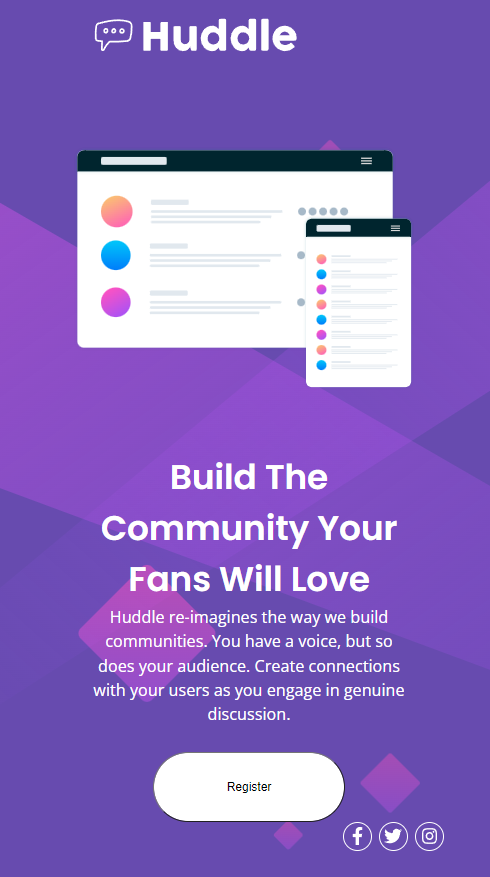 Huddle
Build The
Community Your
Fans Will Love
Huddle re-imagines the way we build
communities. You have a voice, but so
does your audience. Create connections
with your users as you engage in genuine
discussion.
Register